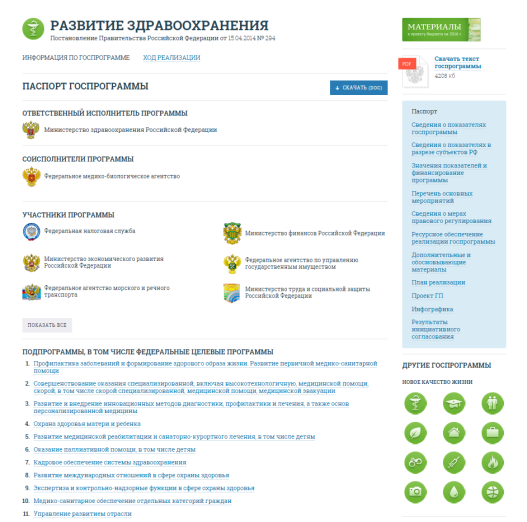 РАЗВИТИЕ ЗДРАВООХРАНЕНИЯ
Постановление Правительства Российской Федерации от 15.04.2014 № 294
ИНФОРМАЦИЯ ПО ГОСПРОГРАММЕ ХОД РЕАЛИЗАЦИИ
ПАСПОРТ ГОСПРОГРАММЫ
СКАЧАТЬ (DOC)
ОТВЕТСТВЕННЫЙ ИСПОЛНИТЕЛЬ ПРОГРАММЫ
Министерство здравоохранения Российской Федерации
СОИСПОЛНИТЕЛИ ПРОГРАММЫ
Федеральное медико-биологическое агентство
УЧАСТНИКИ ПРОГРАММЫ
Федеральная налоговая служба
Министерство финансов Российской Федерации
Министерство экономического развития
Российской Федерации
Федеральное агентство по управлению
государственным имуществом
Федеральное агентство морского и речного
транспорта
Министерство труда и социальной защиты
Российской Федерации
ПОКАЗАТЬ ВСЕ
ПОДПРОГРАММЫ, В ТОМ ЧИСЛЕ ФЕДЕРАЛЬНЫЕ ЦЕЛЕВЫЕ ПРОГРАММЫ
1. Профилактика заболеваний и формирование здорового образа жизни. Развитие первичной медико-санитарной
помощи
2. Совершенствование оказания специализированной, включая высокотехнологичную, медицинской помощи,
скорой, в том числе скорой специализированной, медицинской помощи, медицинской эвакуации
3. Развитие и внедрение инновационных методов диагностики, профилактики и лечения, а также основ
персонализированной медицины
4. Охрана здоровья матери и ребенка
5. Развитие медицинской реабилитации и санаторно-курортного лечения, в том числе детям
6. Оказание паллиативной помощи, в том числе детям
7. Кадровое обеспечение системы здравоохранения
8. Развитие международных отношений в сфере охраны здоровья
9. Экспертиза и контрольно-надзорные функции в сфере охраны здоровья
10. Медико-санитарное обеспечение отдельных категорий граждан
11. Управление развитием отрасли
МАТЕРИАЛЫ
к проекту бюджета на 2016 г.
PDF
Скачать текст
госпрограммы
4208 кб
Паспорт
Сведения о показателях
госпрограммы
Сведения о показателях в
разрезе субъектов РФ
Значения показателей и
финансирование
программы
Перечень основных
мероприятий
Сведения о мерах
правового регулирования
Ресурсное обеспечение
реализации госпрограммы
Дополнительные и
обосновывающие
материалы
План реализации
Проект ГП
Инфографика
Результаты
инициативного
согласования
ДРУГИЕ ГОСПРОГРАММЫ
НОВОЕ КАЧЕСТВО ЖИЗНИ